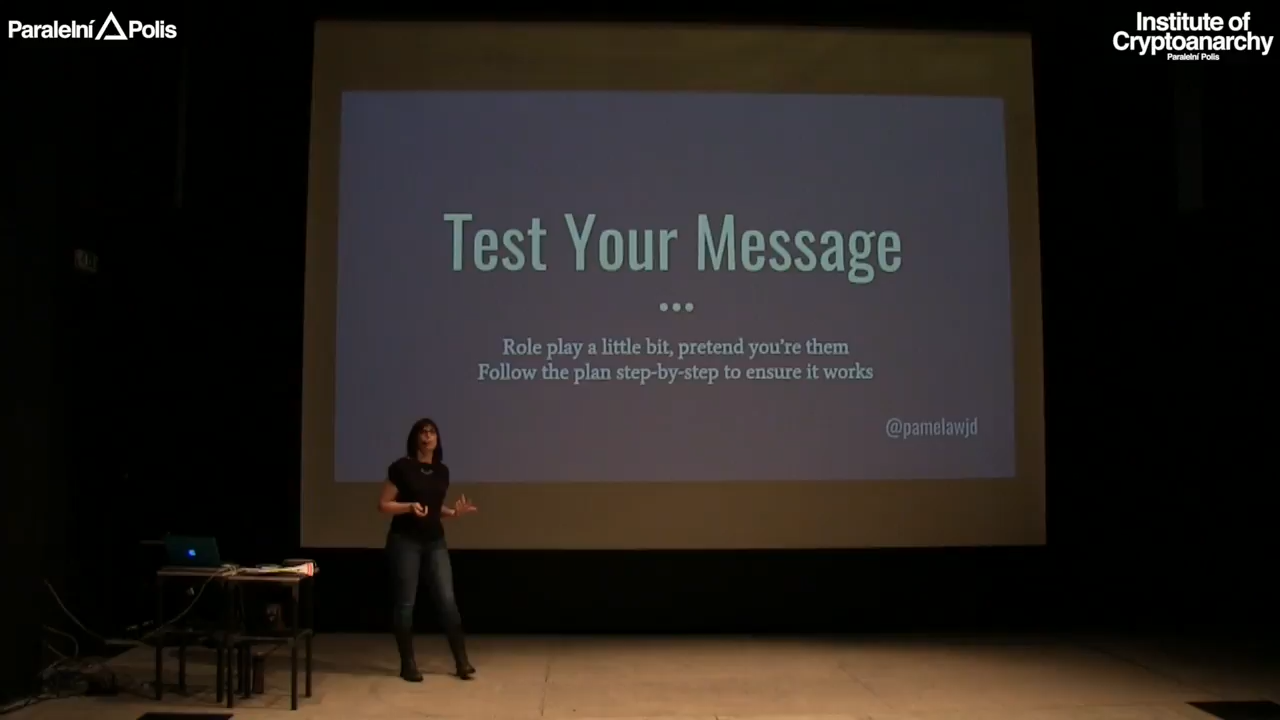 Paralelní Polis
Institute of
Cryptoanarchy
Paralelní Polis
Test Your Message
...
Role play a little bit, pretend you're them
Follow the plan step-by-step to ensure it works
@pamelawjd